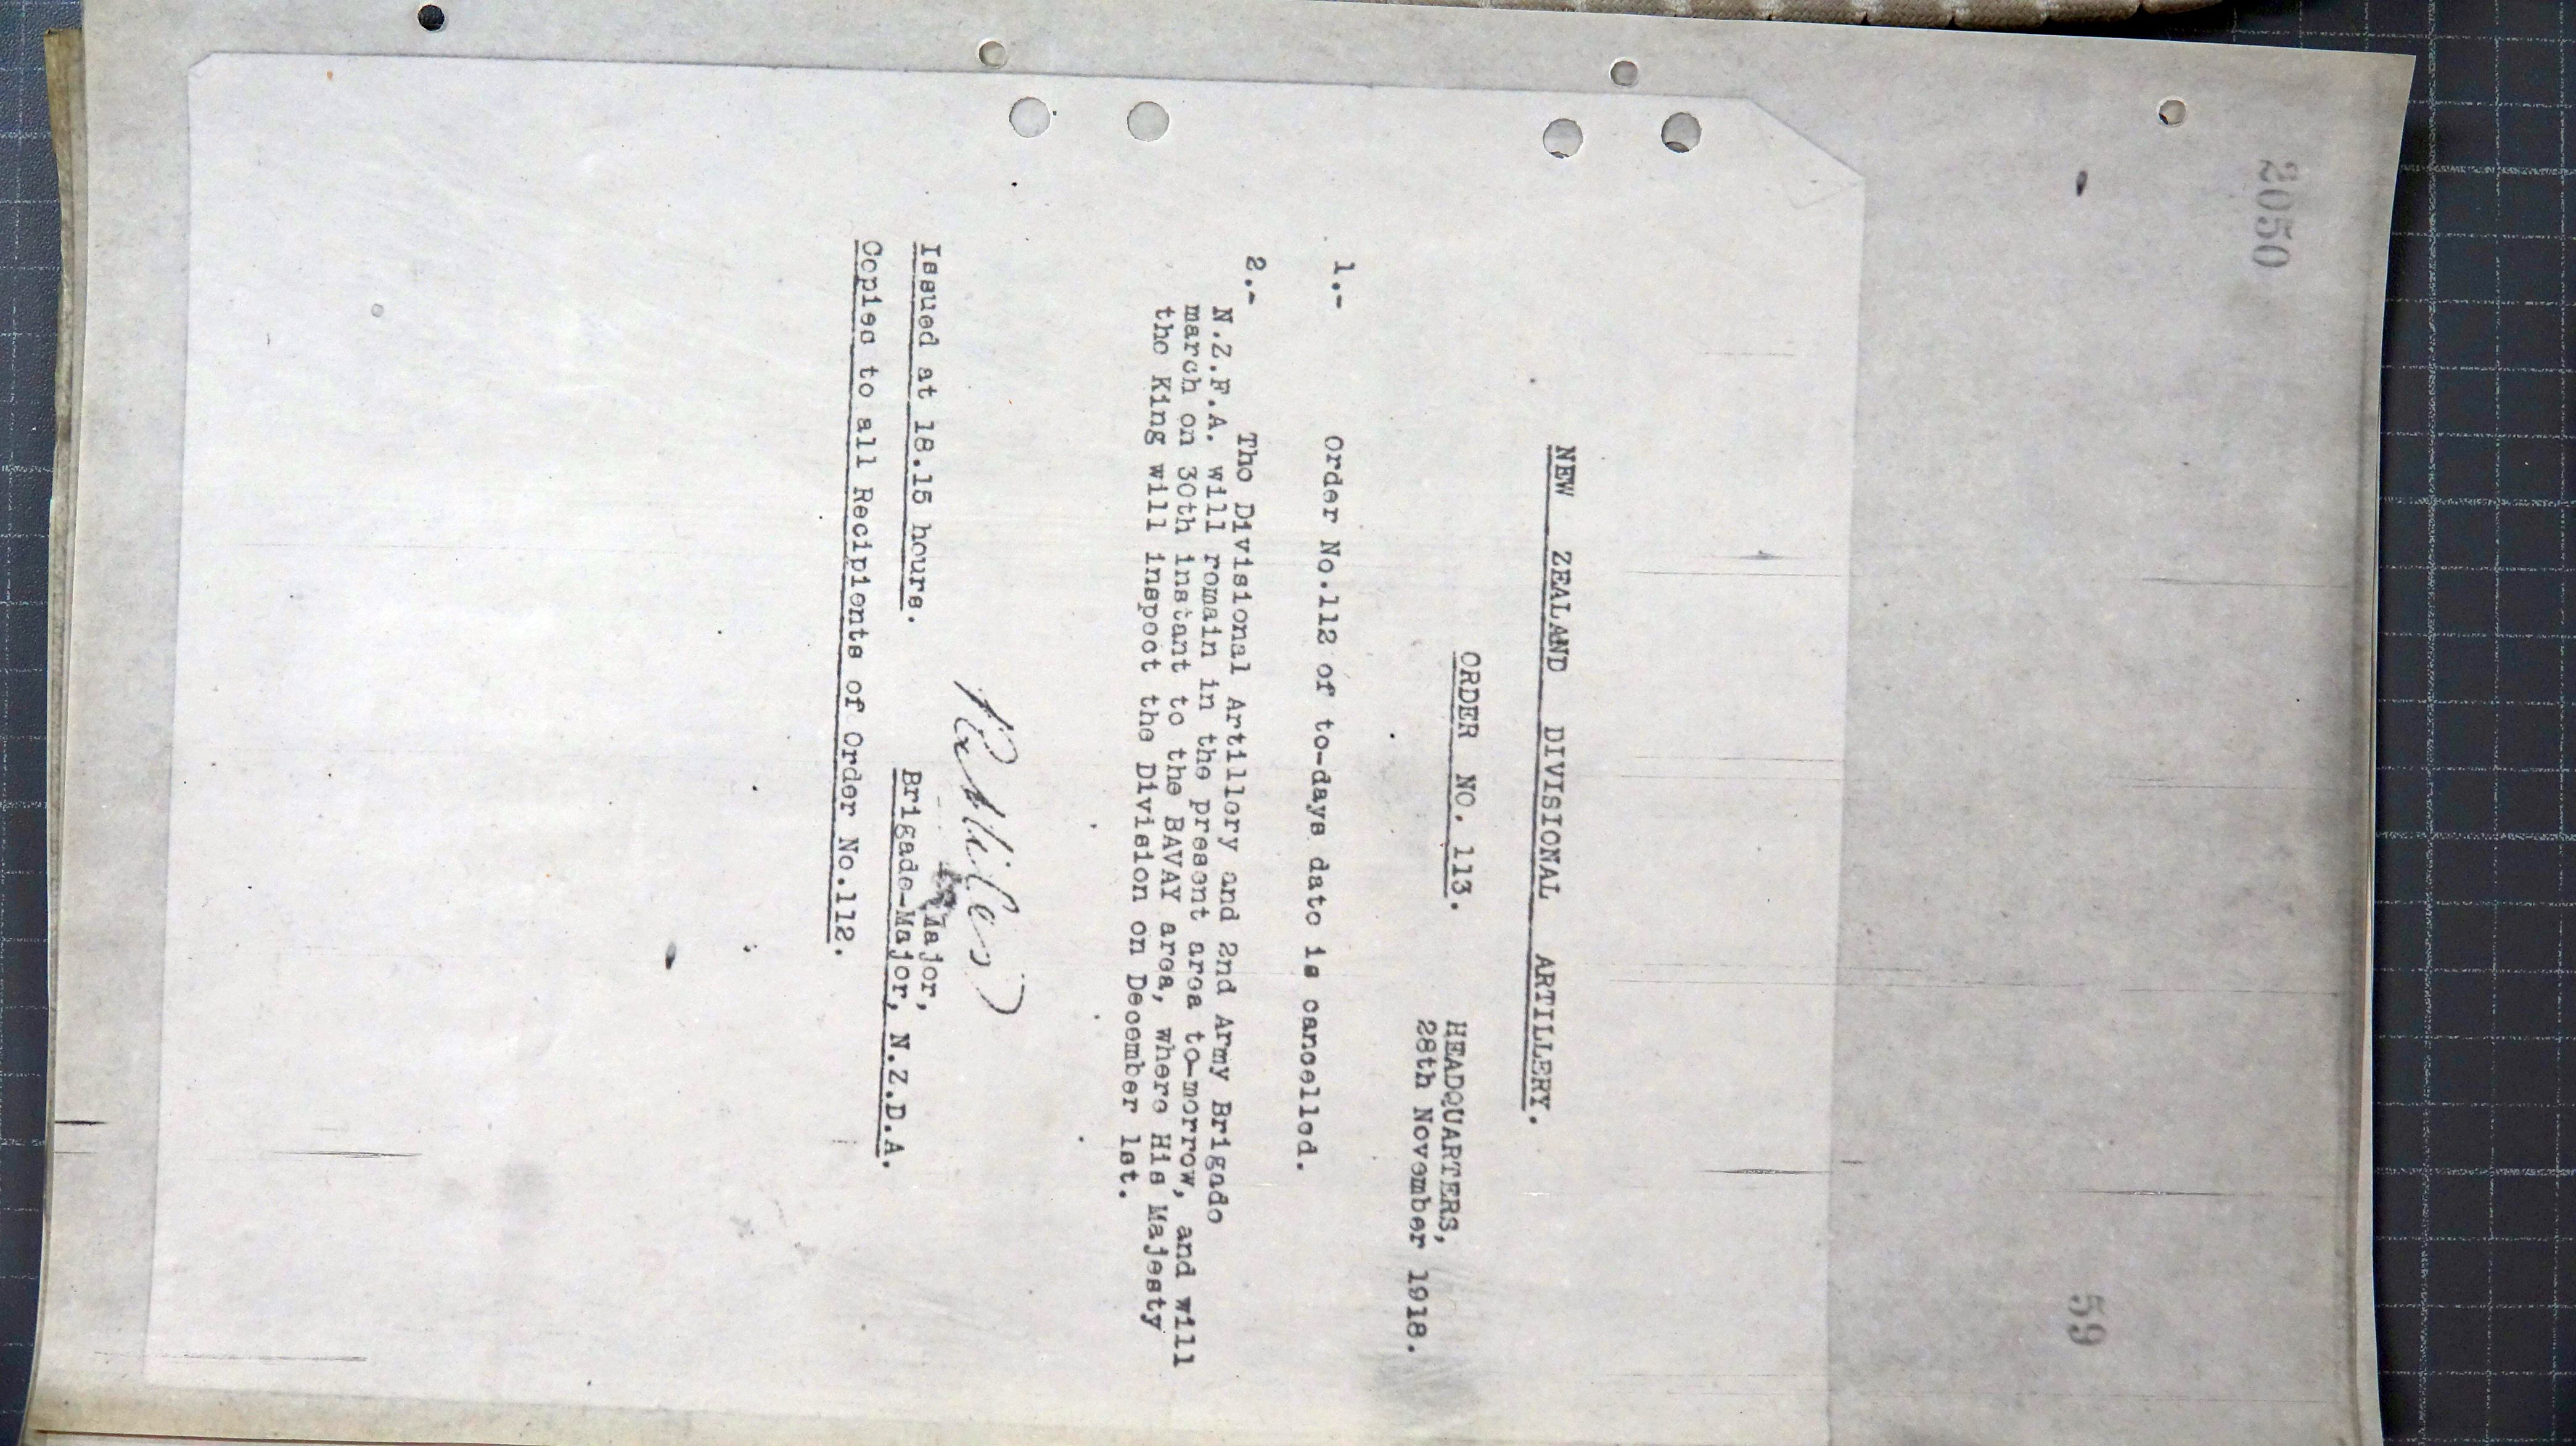 2050
59
NEW ZEALAND DIVISIONAL ARTILLERY.
ORDER NO. 113.
HEADQUARTERS,
28th November 1918.
1.- Order No.112 of to-days date is cancelled.
2.- The Divisional Artillery and 2nd Army Brigade
N.Z.F.A. will remain in the present area to-morrow, and will
march on 30th instant to the BAVAY area, where His Majesty
the King will inspect the Division on December 1st.
Major,
Issued at 18.15 hours. Brigade-Major, N.Z.D.A.
Copies to all Recipients of Order No.112.